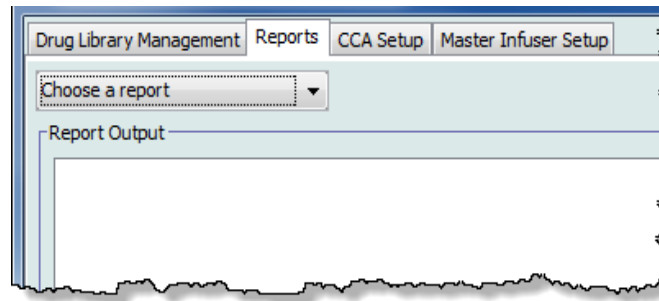 Drug Library Management Reports CCA Setup Master Infuser Setup
Choose a report
Report Output